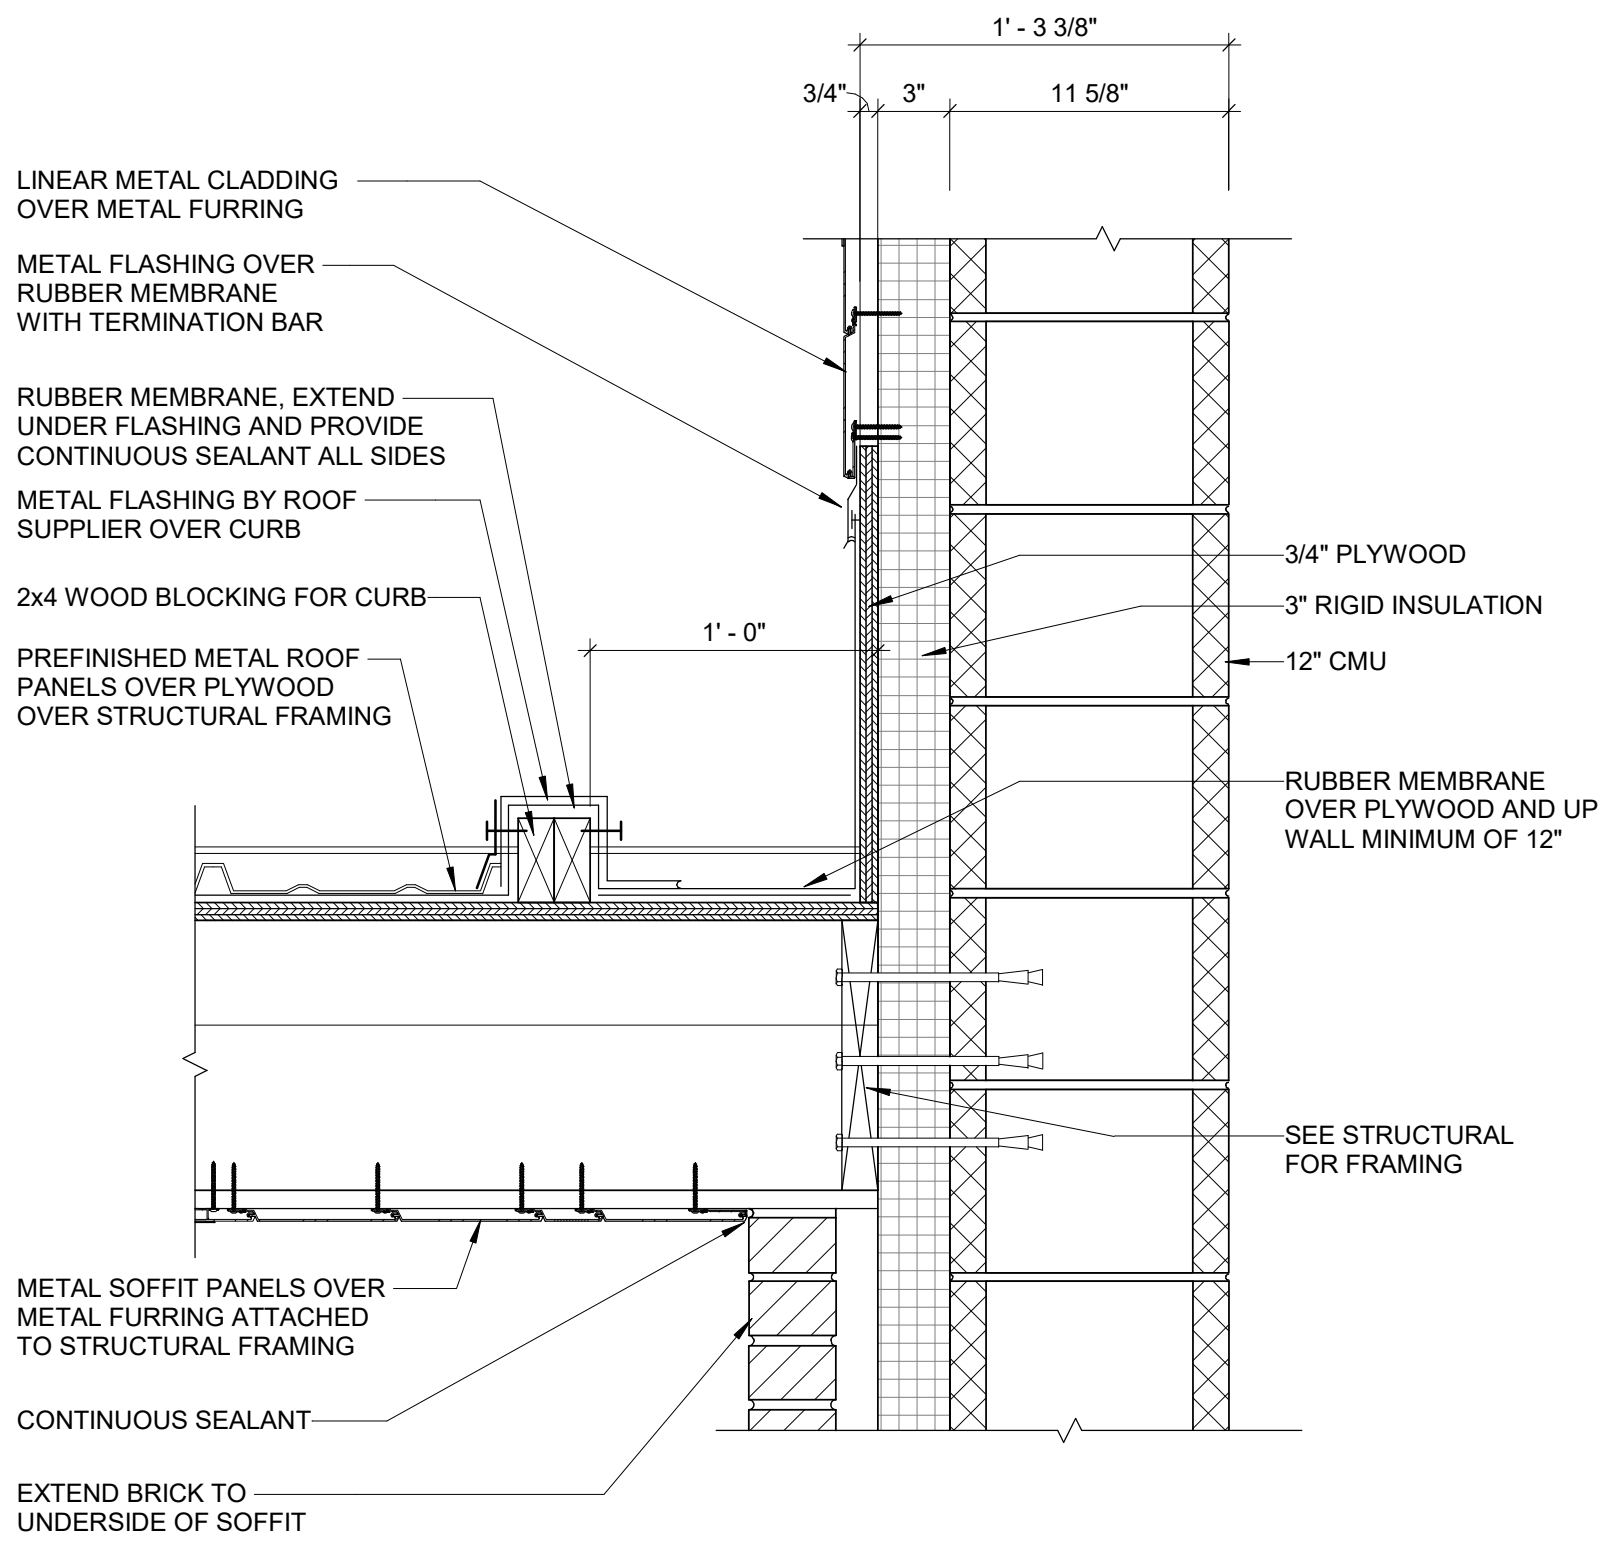 1' - 3 3/8"
3/4"
3"
11 5/8"
LINEAR METAL CLADDING
OVER METAL FURRING
METAL FLASHING OVER
RUBBER MEMBRANE
WITH TERMINATION BAR
RUBBER MEMBRANE, EXTEND
UNDER FLASHING AND PROVIDE
CONTINUOUS SEALANT ALL SIDES
METAL FLASHING BY ROOF
SUPPLIER OVER CURB
2x4 WOOD BLOCKING FOR CURB
PREFINISHED METAL ROOF
PANELS OVER PLYWOOD
OVER STRUCTURAL FRAMING
1' - 0"
3/4" PLYWOOD
3" RIGID INSULATION
12" CMU
RUBBER MEMBRANE
OVER PLYWOOD AND UP
WALL MINIMUM OF 12"
SEE STRUCTURAL
FOR FRAMING
METAL SOFFIT PANELS OVER
METAL FURRING ATTACHED
TO STRUCTURAL FRAMING
CONTINUOUS SEALANT
EXTEND BRICK TO
UNDERSIDE OF SOFFIT